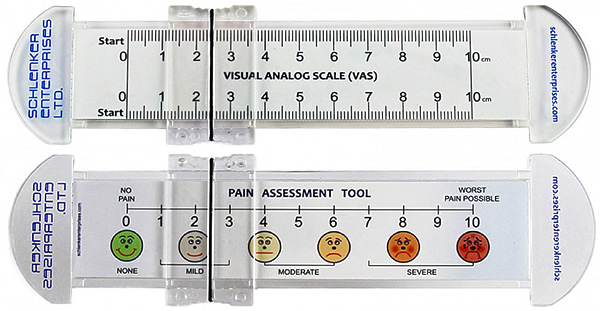 SCHLENKER
ENTERPRISES
LTD.
Start
0 1 2 3 4 5 6 7 8 9 10 cm
VISUAL ANALOG SCALE (VAS)
0 1 2 3 4 5 6 7 8 9 10 cm
Start
schlenkerenterprises.com
SCHLENKER
ENTERPRISES
LTD.
schlenkerenterprises.com
NO
PAIN
PAIN ASSESSMENT TOOL
WORST
PAIN POSSIBLE
0 1 2 3 4 5 6 7 8 9 10
NONE MILD MODERATE SEVERE
schlenkerenterprises.com